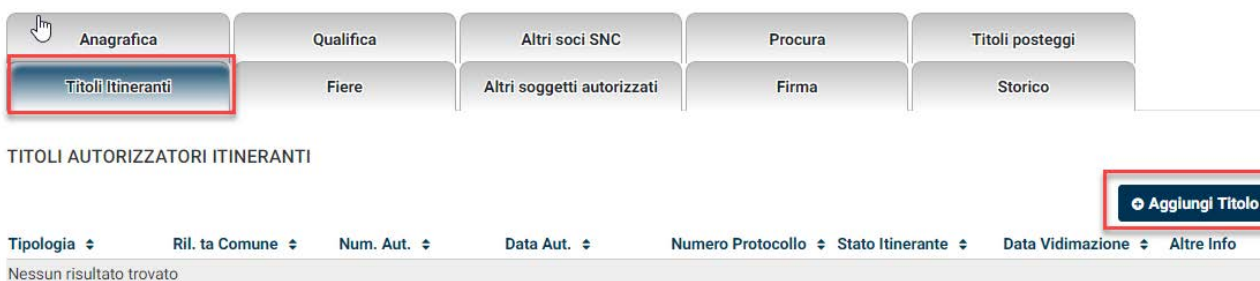 Anagrafica Qualifica Altri soci SNC Procura Titoli posteggi
Titoli Itineranti Fiere Altri soggetti autorizzati Firma Storico
TITOLI AUTORIZZATORI ITINERANTI
Aggiungi Titolo
Tipologia Ril. ta Comune Num. Aut. Data Aut. Numero Protocollo Stato Itinerante Data Vidimazione Altre Info
Nessun risultato trovato